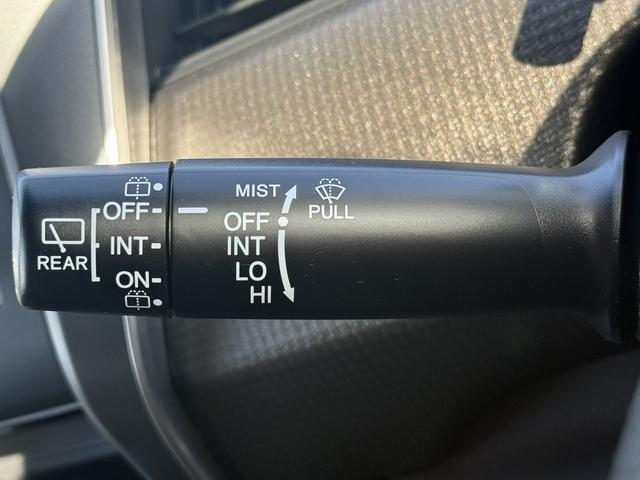 REAR
OFF
INT
ON
MIST
OFF
INT
LO
HI
PULL